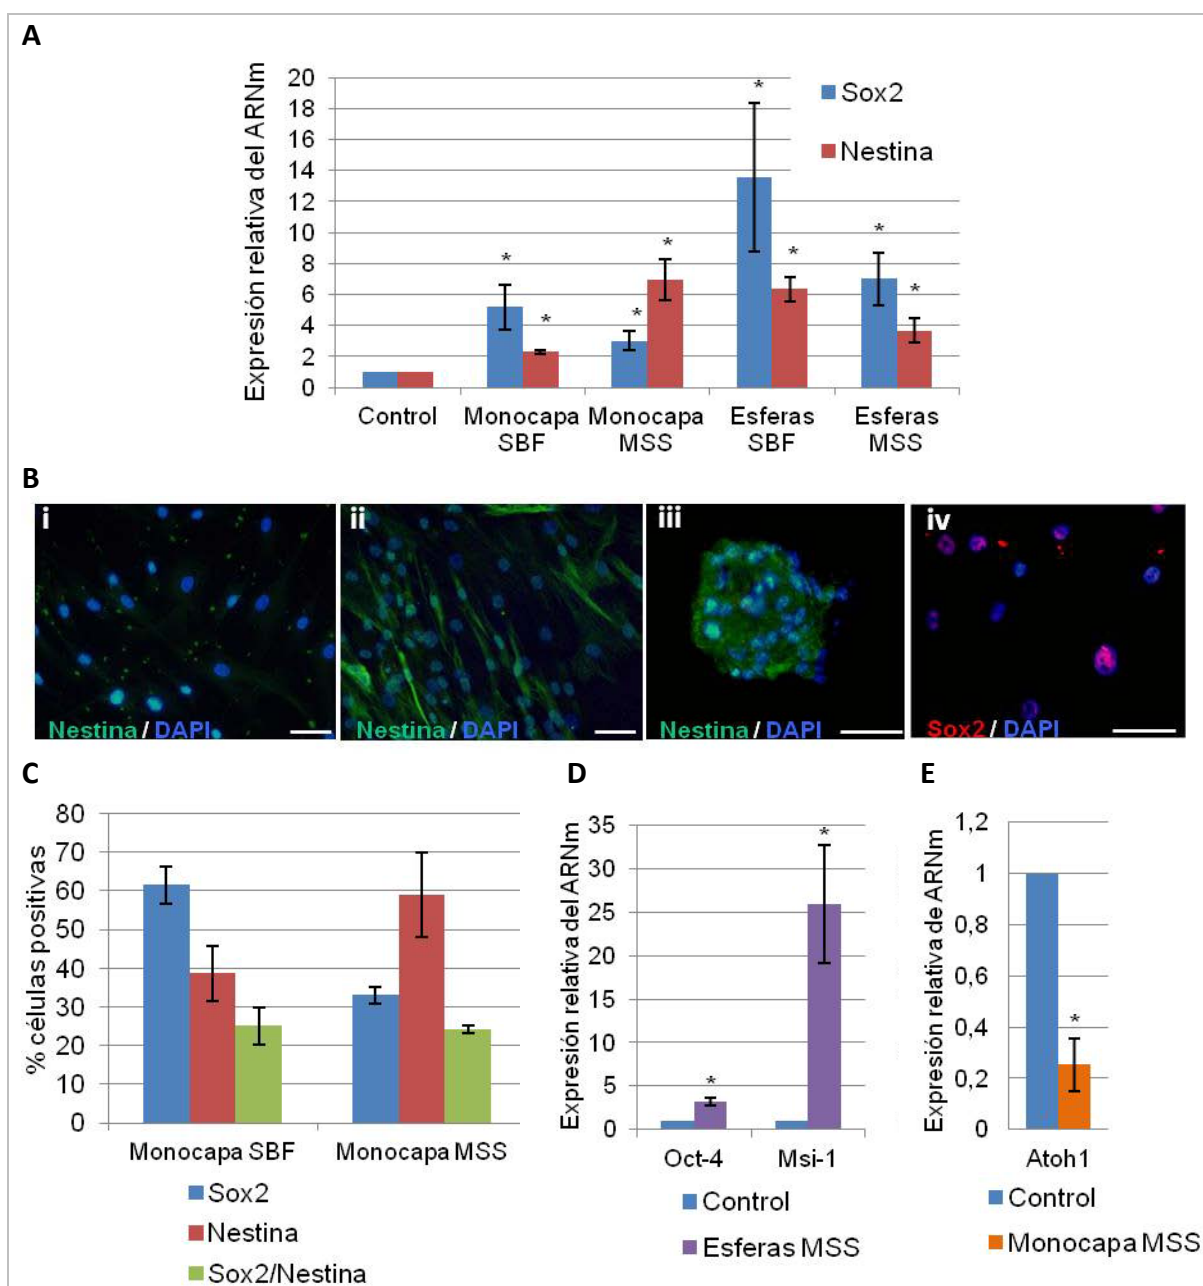 A
Expresión relativa del ARNm
20
18
16
14
12
10
8
6
4
2
0
*
*
*
*
*
*
*
*
Sox2
Nestina
Control
Monocapa SBF
Monocapa MSS
Esferas SBF
Esferas MSS
B
i
Nestina / DAPI
ii
Nestina / DAPI
iii
Nestina / DAPI
iv
Sox2 / DAPI
C
% células positivas
80
70
60
50
40
30
20
10
0
Monocapa SBF
Monocapa MSS
Sox2
Nestina
Sox2/Nestina
D
Expresión relativa del ARNm
35
30
25
20
15
10
5
0
*
*
Oct-4
Msi-1
Control
Esferas MSS
E
Expresión relativa de ARNm
1,2
1
0,8
0,6
0,4
0,2
0
*
Atoh1
Control
Monocapa MSS